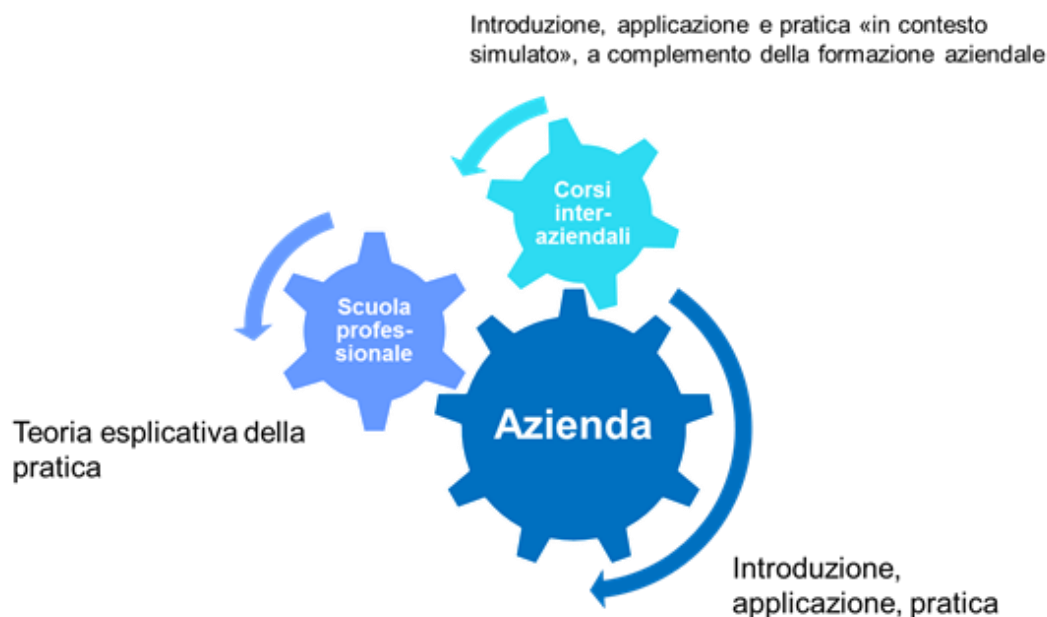 Introduzione, applicazione e pratica «in contesto
simulato», a complemento della formazione aziendale
Corsi
inter-
aziendali
Scuola
profes-
sionale
Azienda
Teoria esplicativa della
pratica
Introduzione,
applicazione, pratica